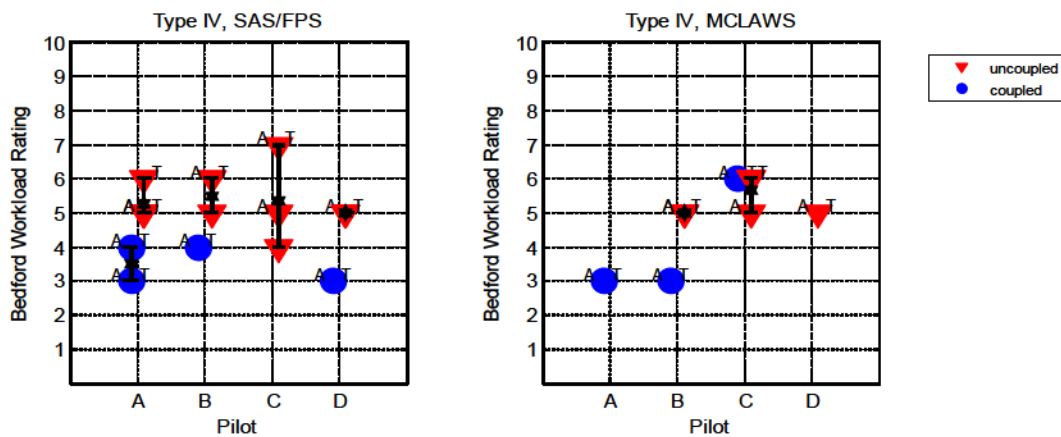 Type IV, SAS/FPS
Type IV, MCLAWS
Bedford Workload Rating
10
9
8
7
6
5
4
3
2
1
A T
A T
A T
A T
A T
A T
A T
A T
A T
A T
A B C D
Pilot
Bedford Workload Rating
10
9
8
7
6
5
4
3
2
1
A TT
A T
A T
A T
A T
A T
A B C D
Pilot
uncoupled
coupled